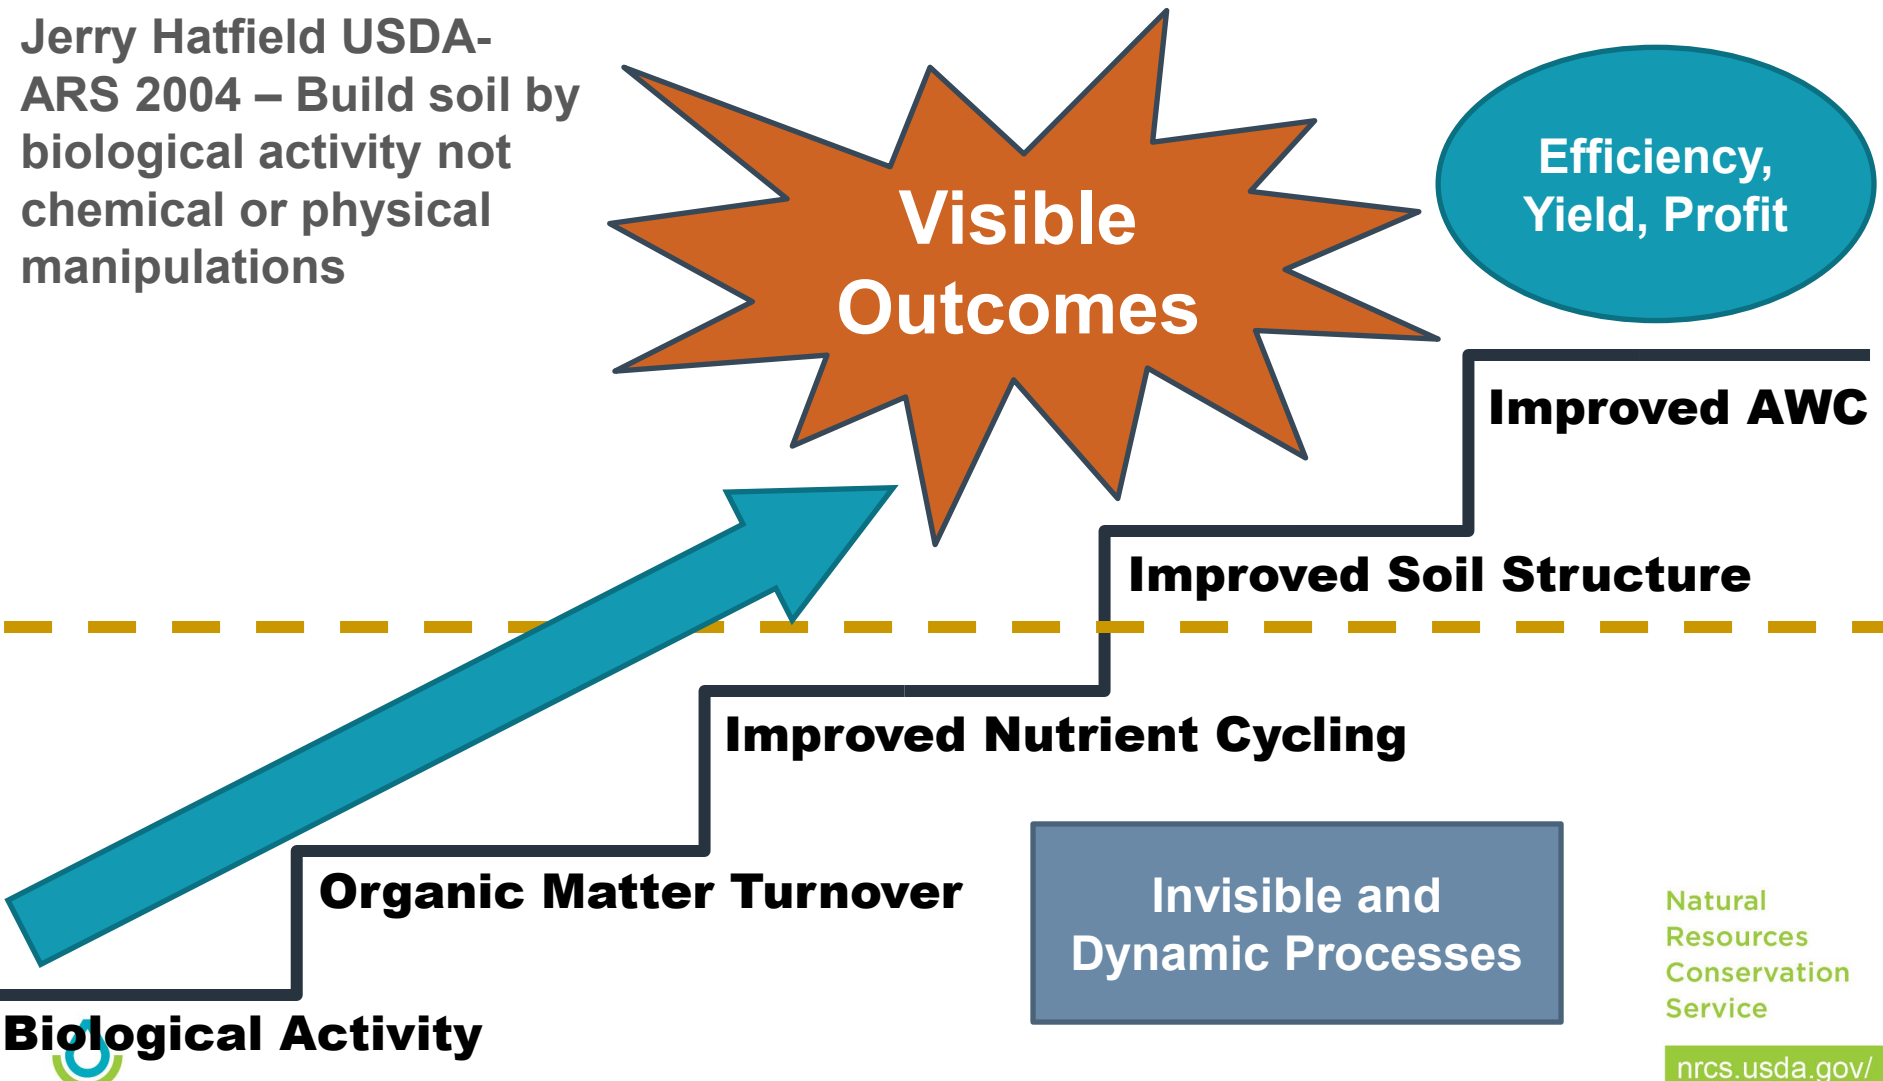 Jerry Hatfield USDA-
ARS 2004 – Build soil by
biological activity not
chemical or physical
manipulations
Visible
Outcomes
Efficiency,
Yield, Profit
Improved AWC
Improved Soil Structure
Improved Nutrient Cycling
Organic Matter Turnover
Biological Activity
Invisible and
Dynamic Processes
Natural
Resources
Conservation
Service
nrcs.usda.gov/